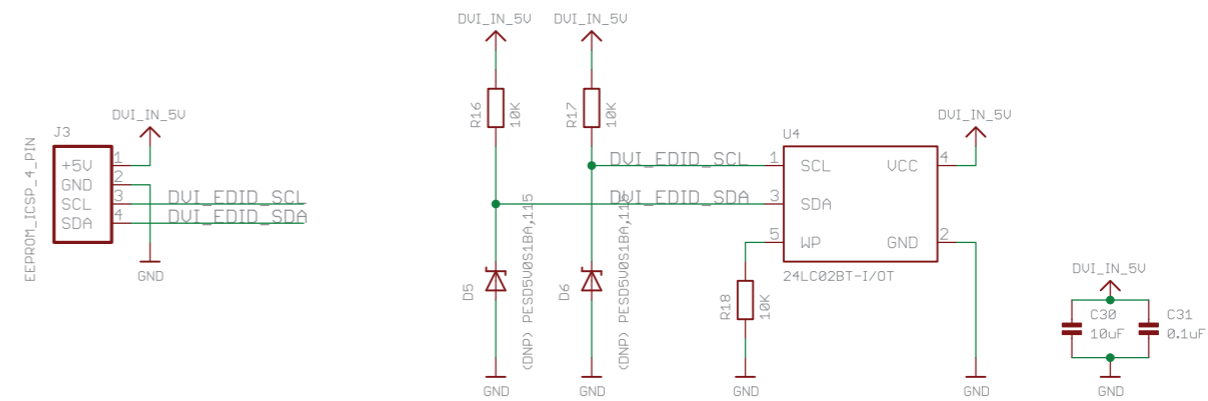 DVI_IN_5V
DVI_IN_5V
R16
10K
R17
10K
DVI_IN_5V
J3
EEPROM_ICSP_4_PIN
+5V
GND
SCL
SDA
1
2
3
4
DVI_EDID_SCL
DVI_EDID_SDA
GND
DVI_EDID_SCL
DVI_EDID_SDA
D5
(DNP) PESD5V0S1BA,115
D6
(DNP) PESD5V0S1BA,115
GND
GND
U4
1
3
5
SCL
SDA
WP
VCC
GND
4
2
24LC02BT-I/OT
DVI_IN_5V
R18
10K
GND
GND
DVI_IN_5V
C30
10uF
C31
0.1uF
GND